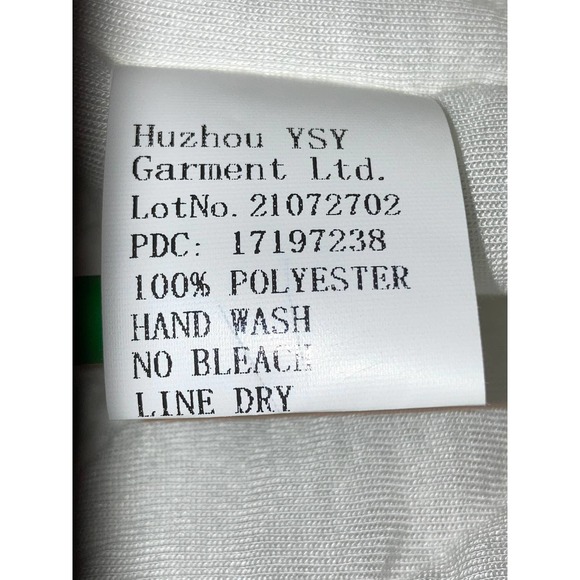 Huzhou YSY
Garment Ltd.
LotNo. 21072702
PDC: 17197238
100% POLYESTER
HAND WASH
NO BLEACH
LINE DRY